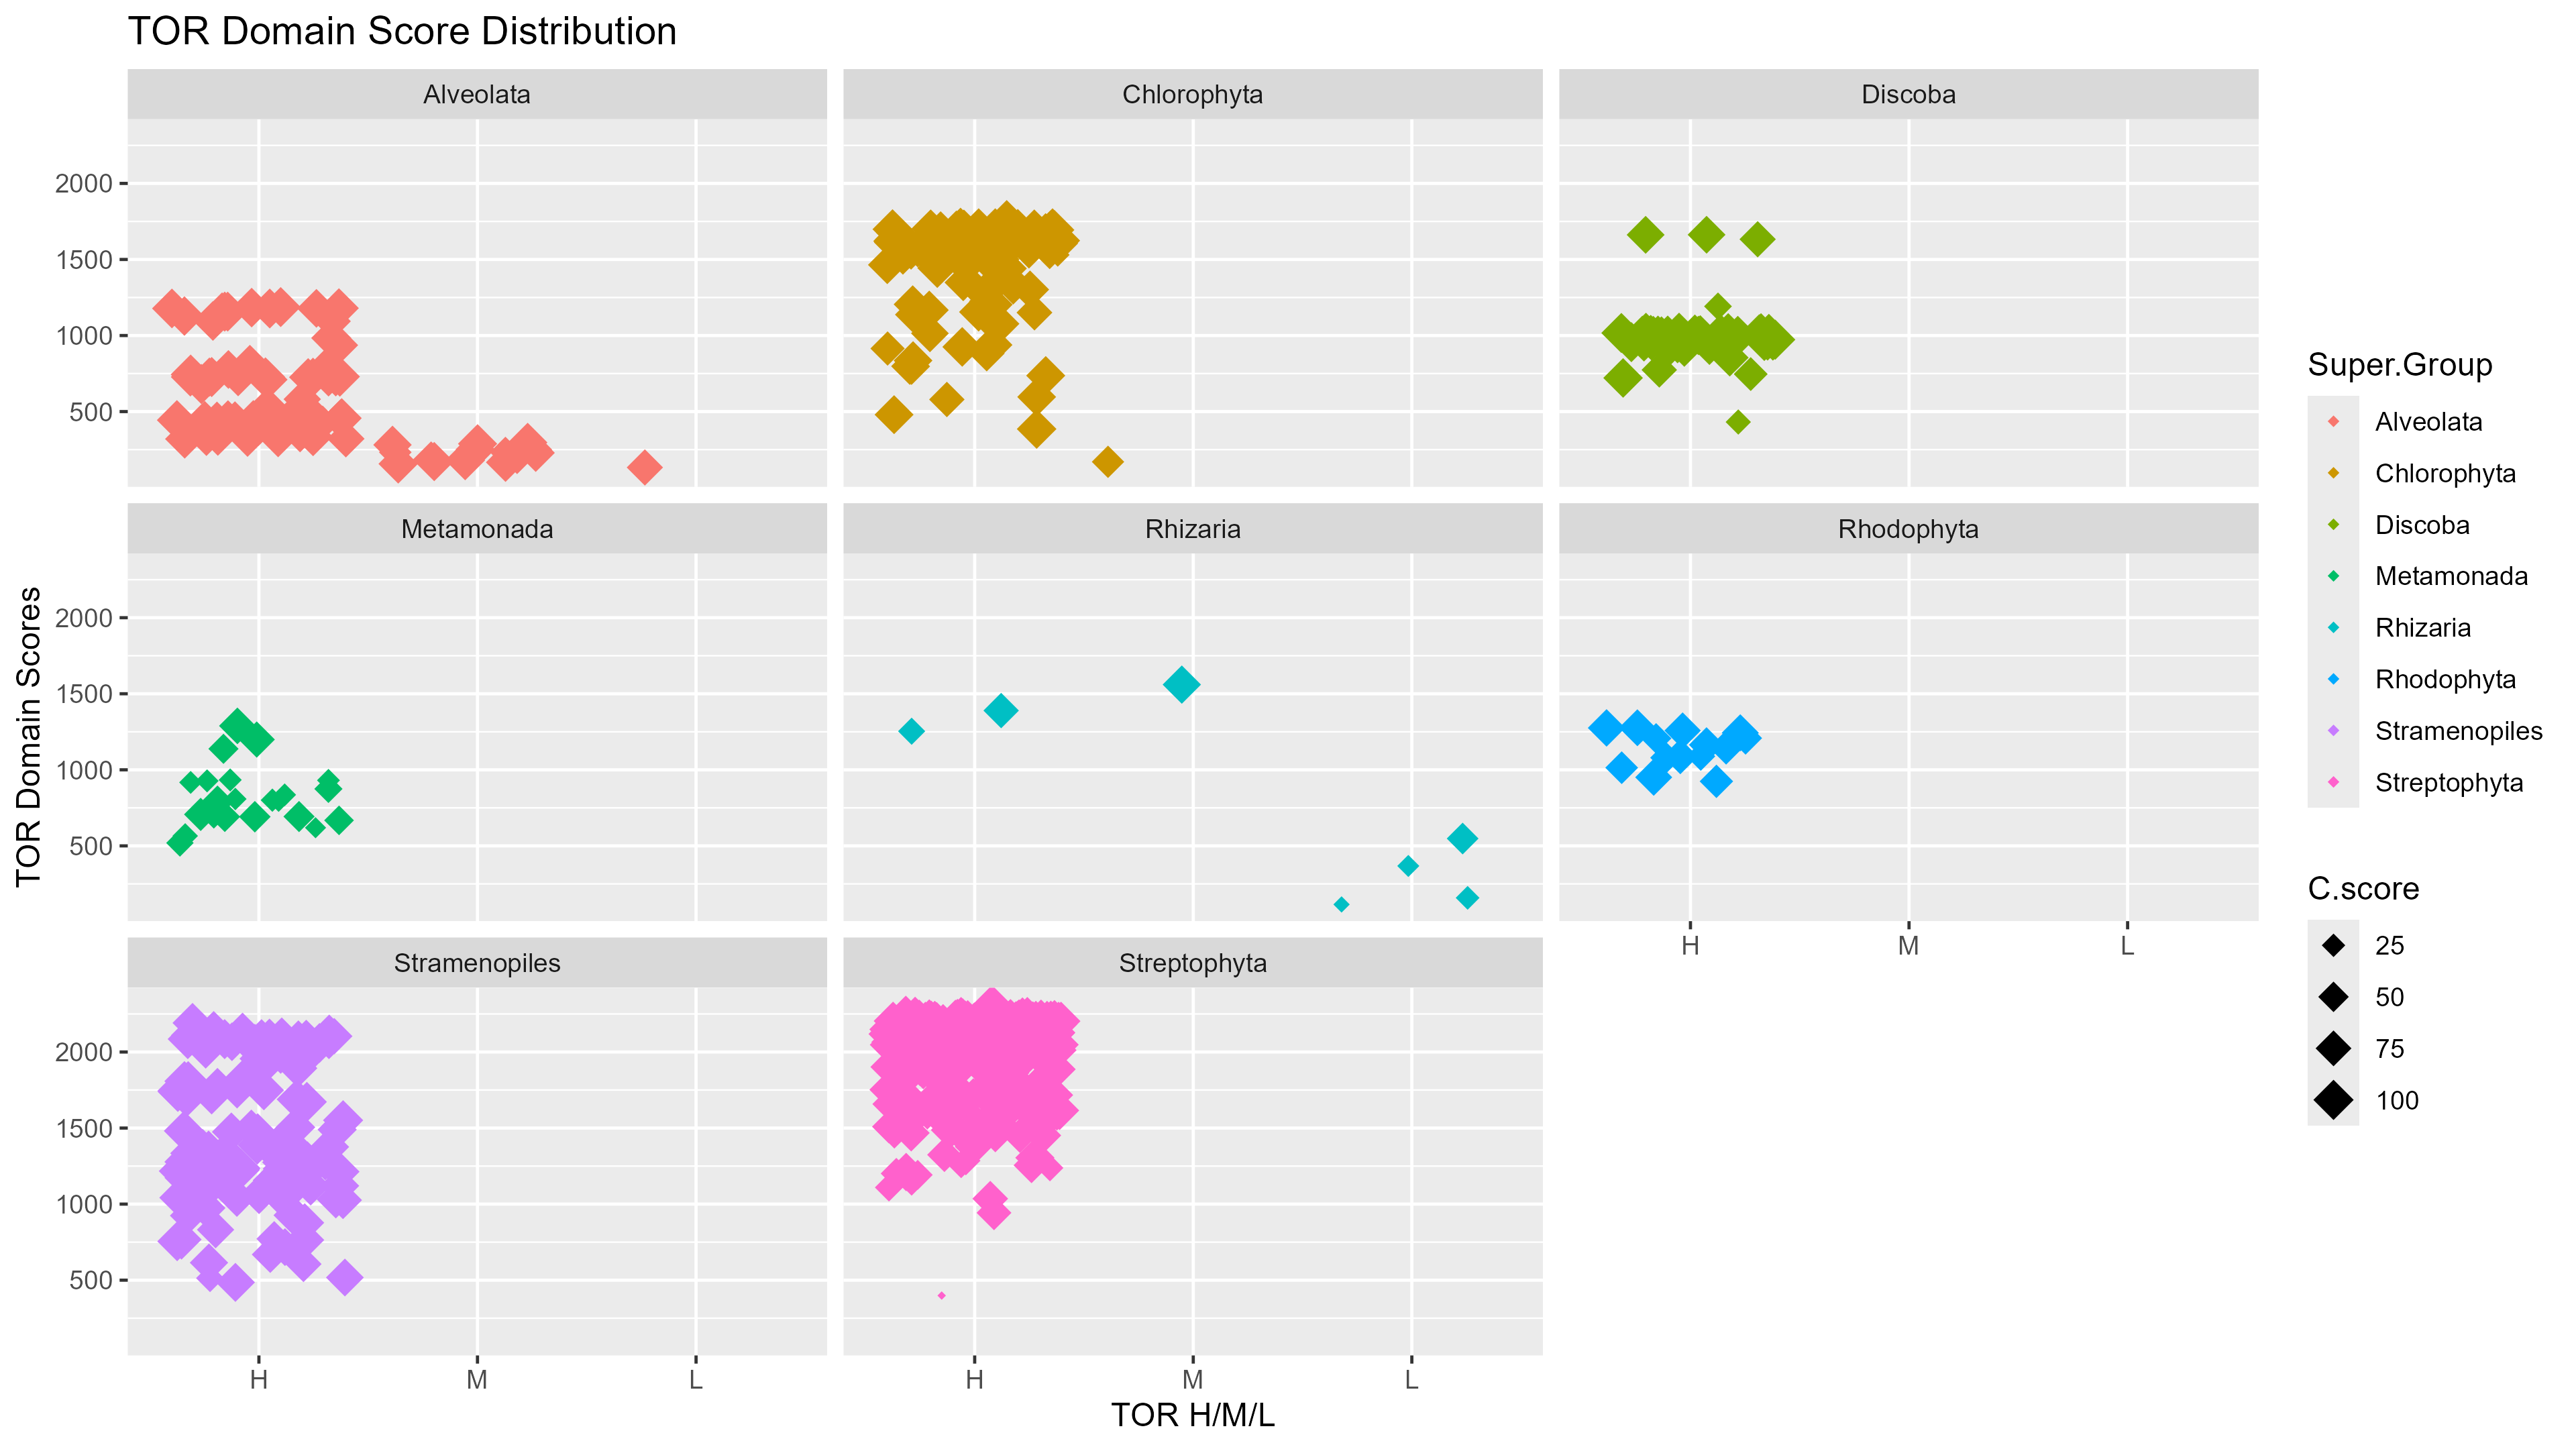 TOR Domain Score Distribution
Alveolata
Chlorophyta
Discoba
2000
1500
1000
500
Metamonada
Rhizaria
Rhodophyta
2000
1500
1000
500
H
M
L
Stramenopiles
Streptophyta
2000
1500
1000
500
H
M
L
H
M
L
TOR H/M/L
TOR Domain Scores
Super.Group
Alveolata
Chlorophyta
Discoba
Metamonada
Rhizaria
Rhodophyta
Stramenopiles
Streptophyta
C.score
25
50
75
100